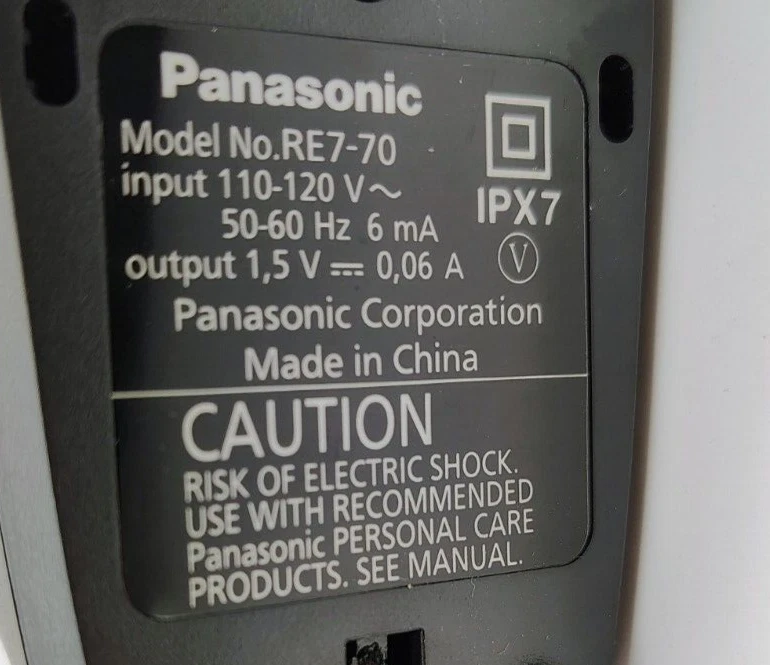 Panasonic
Model No.RE7-70
input 110-120 V~
50-60 Hz 6 mA
output 1,5 V ⎓ 0,06 A
IPX7
V
Panasonic Corporation
Made in China
CAUTION
RISK OF ELECTRIC SHOCK.
USE WITH RECOMMENDED
Panasonic PERSONAL CARE
PRODUCTS. SEE MANUAL.